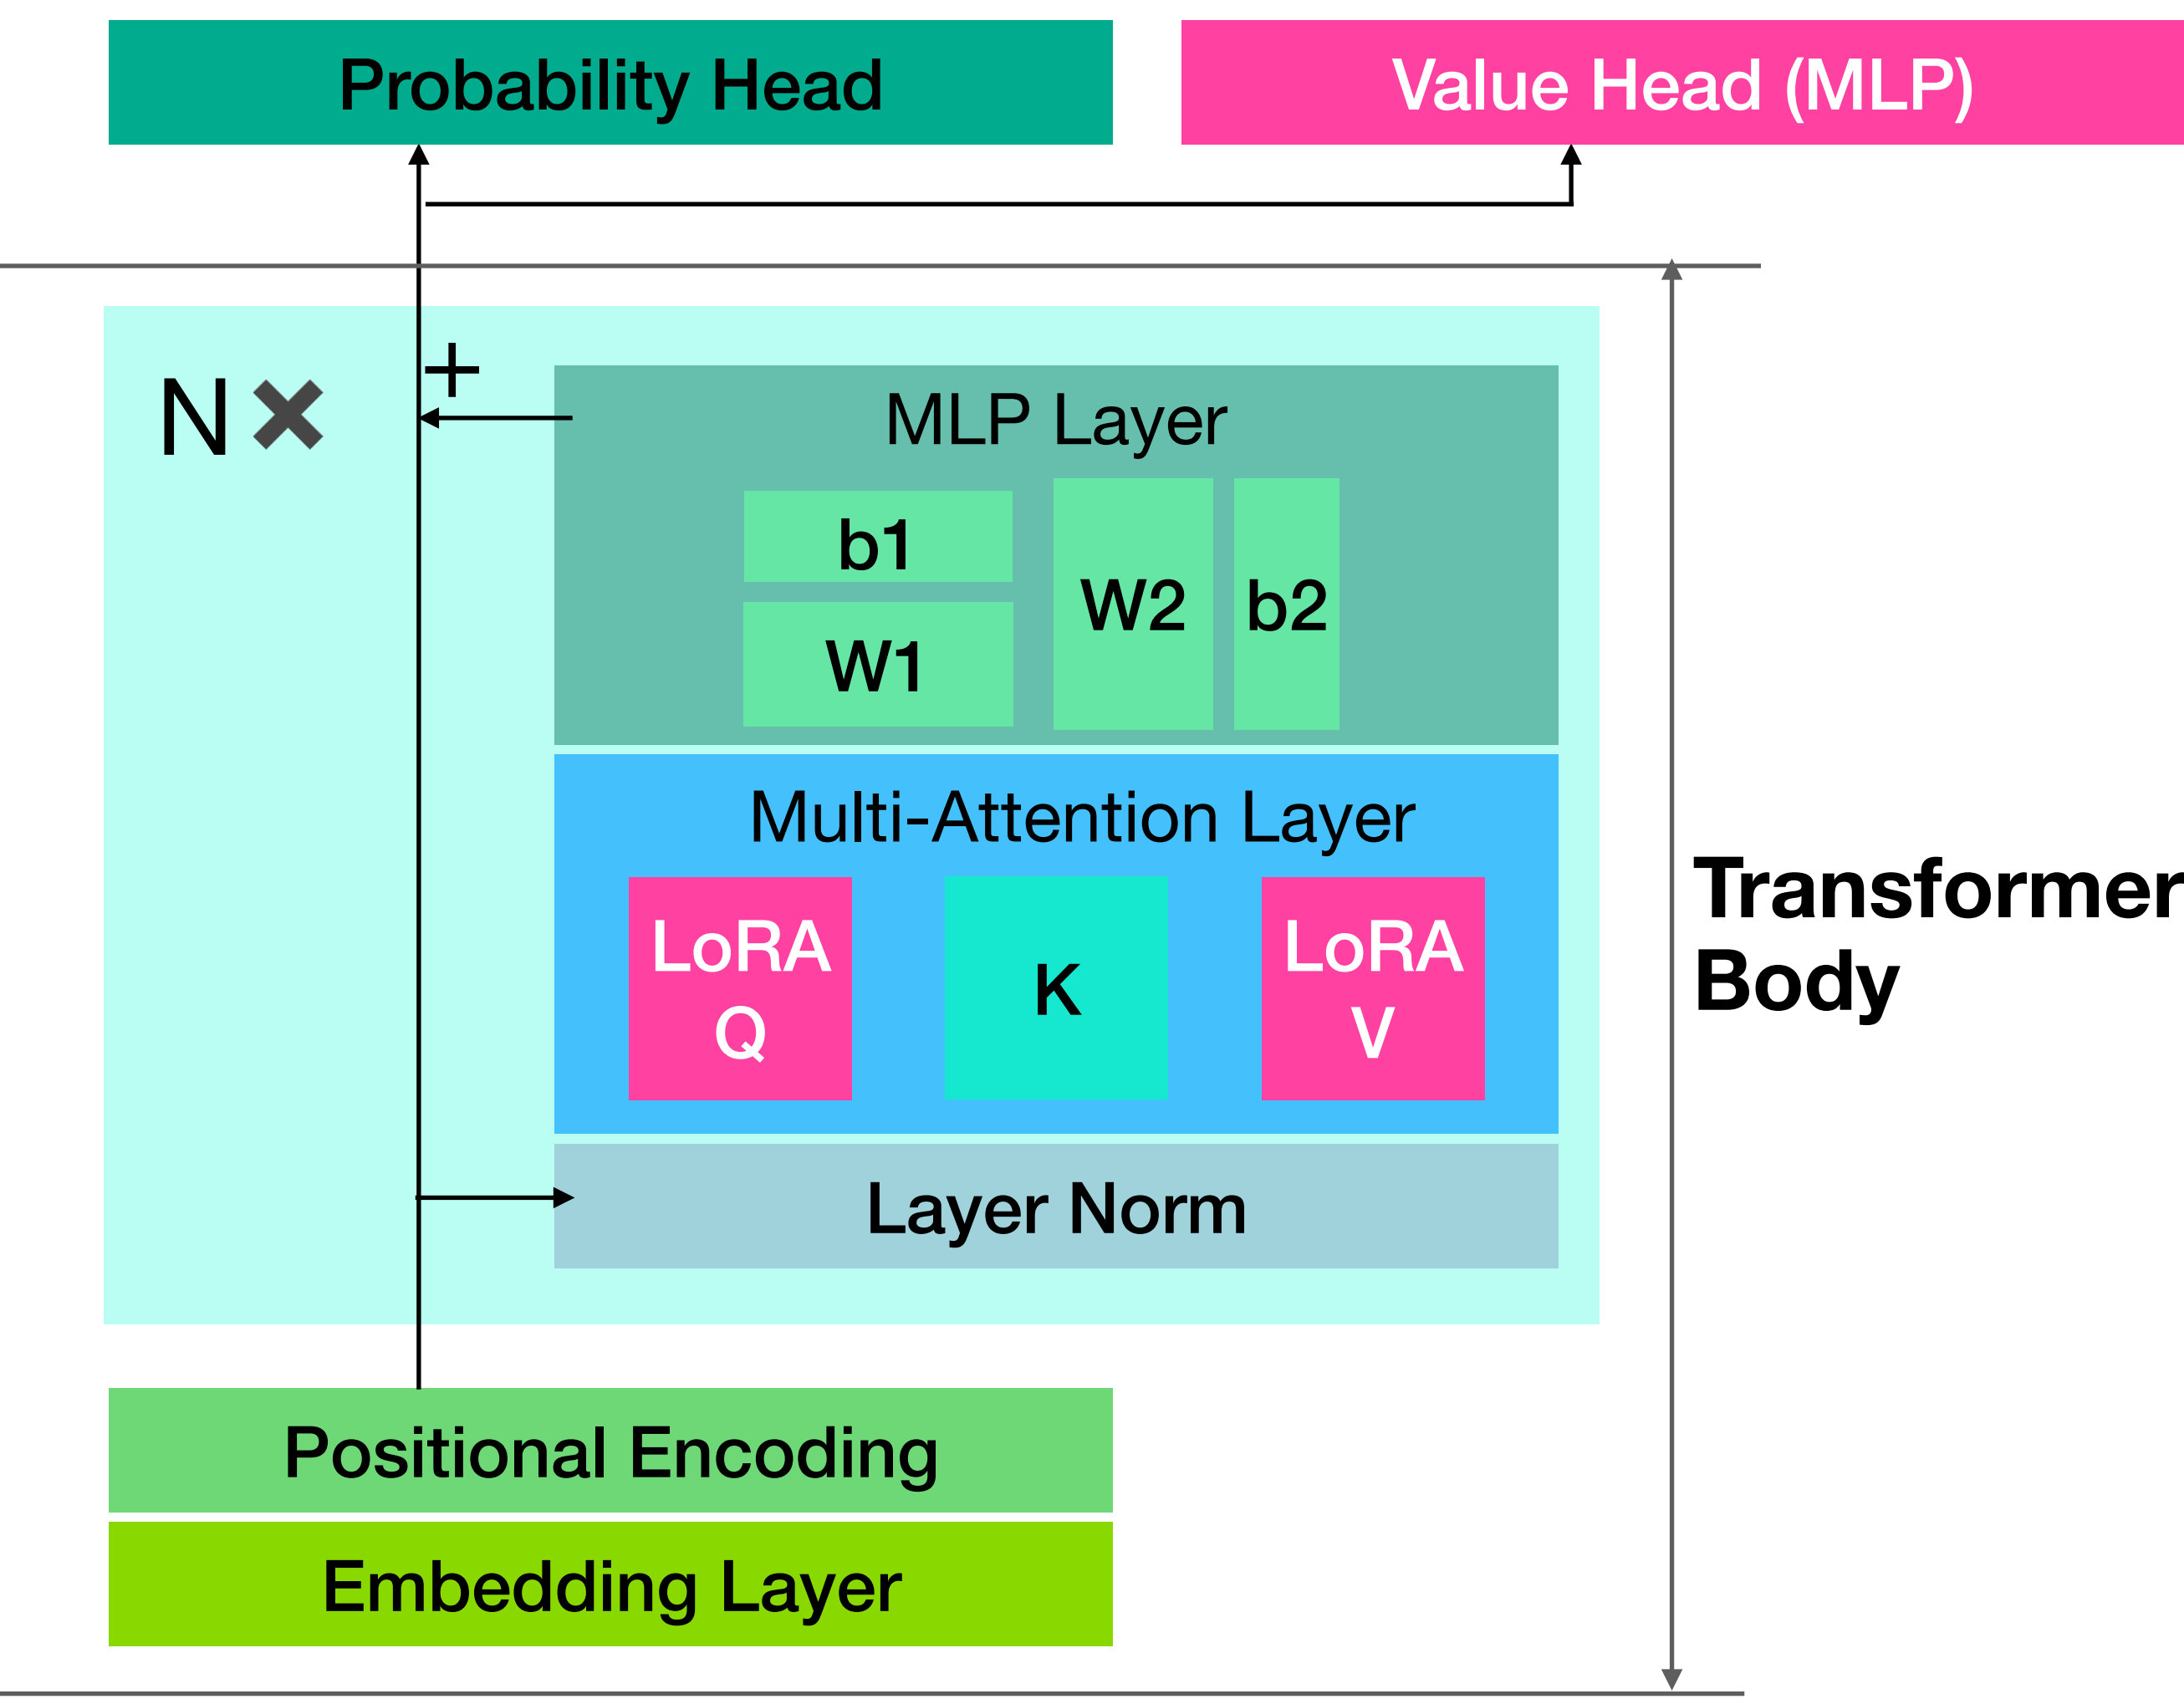 Probability Head
Value Head (MLP)
N ×
+
MLP Layer
b1
W1
W2
b2
Multi-Attention Layer
LoRA
Q
K
LoRA
V
Layer Norm
Transformer
Body
Positional Encoding
Embedding Layer